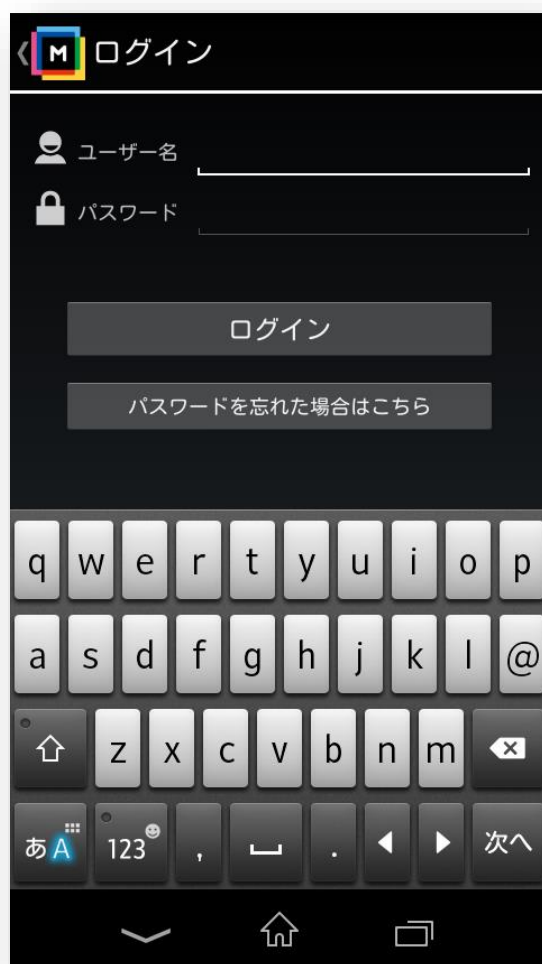 M ログイン
ユーザー名
パスワード
ログイン
パスワードを忘れた場合はこちら
q w e r t y u i o p
a s d f g h j k l @
z x c v b n m
あA 123 , . 次へ